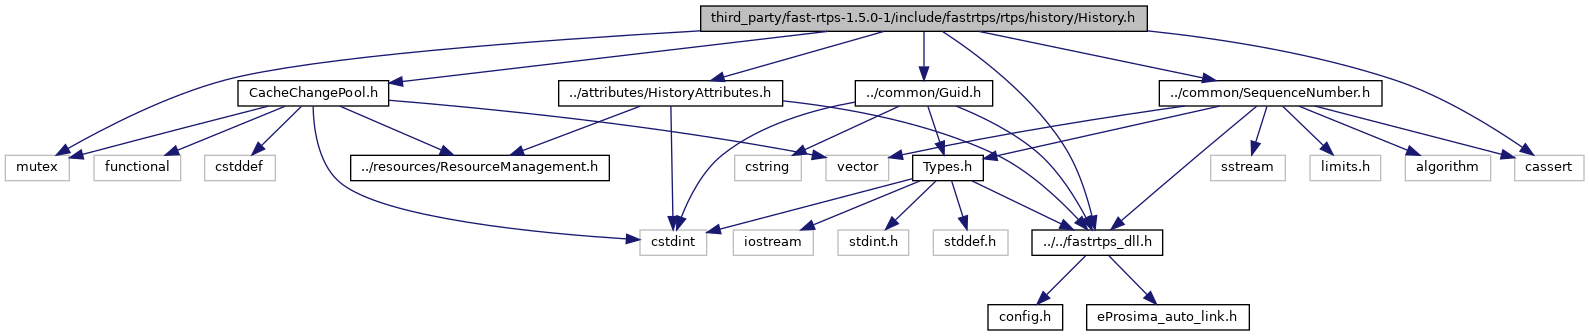 third_party/fast-rtps-1.5.0-1/include/fastrtps/rtps/history/History.h
CacheChangePool.h
../attributes/HistoryAttributes.h
../common/Guid.h
../common/SequenceNumber.h
mutex
functional
cstddef
../resources/ResourceManagement.h
cstring
vector
Types.h
sstream
limits.h
algorithm
cassert
cstdint
iostream
stdint.h
stddef.h
../../fastrtps_dll.h
config.h
eProsima_auto_link.h